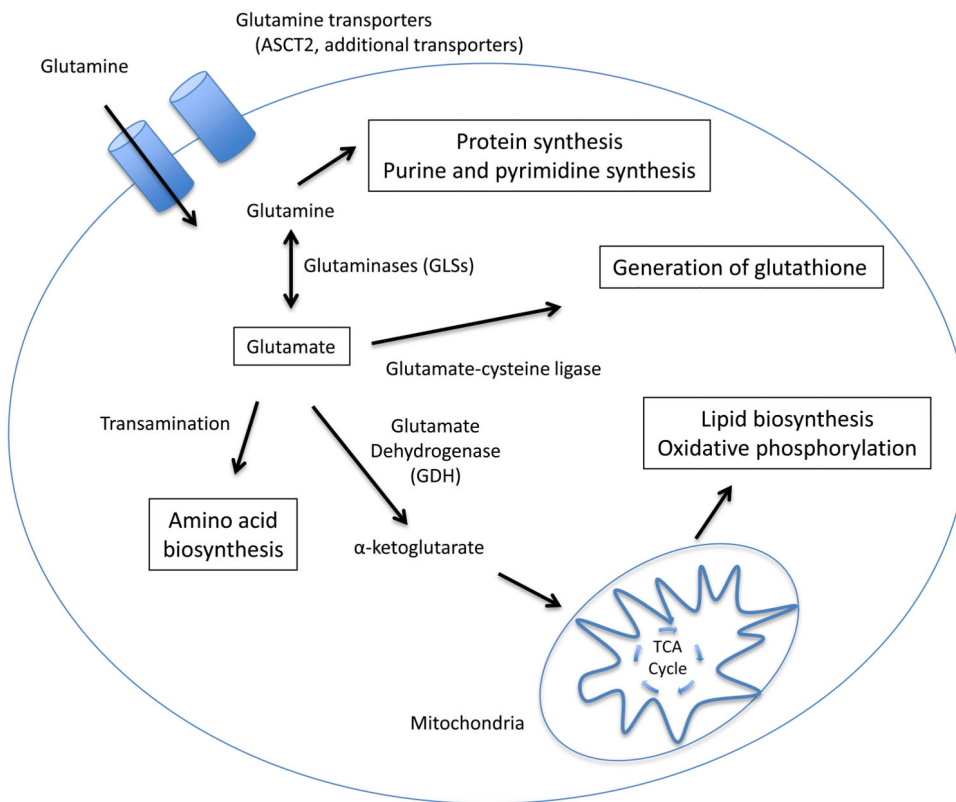 Glutamine transporters
(ASCT2, additional transporters)
Glutamine
Protein synthesis
Purine and pyrimidine synthesis
Glutamine
Glutaminases (GLSs)
Generation of glutathione
Glutamate
Glutamate-cysteine ligase
Transamination
Glutamate
Dehydrogenase
(GDH)
Lipid biosynthesis
Oxidative phosphorylation
Amino acid
biosynthesis
α-ketoglutarate
TCA
Cycle
Mitochondria